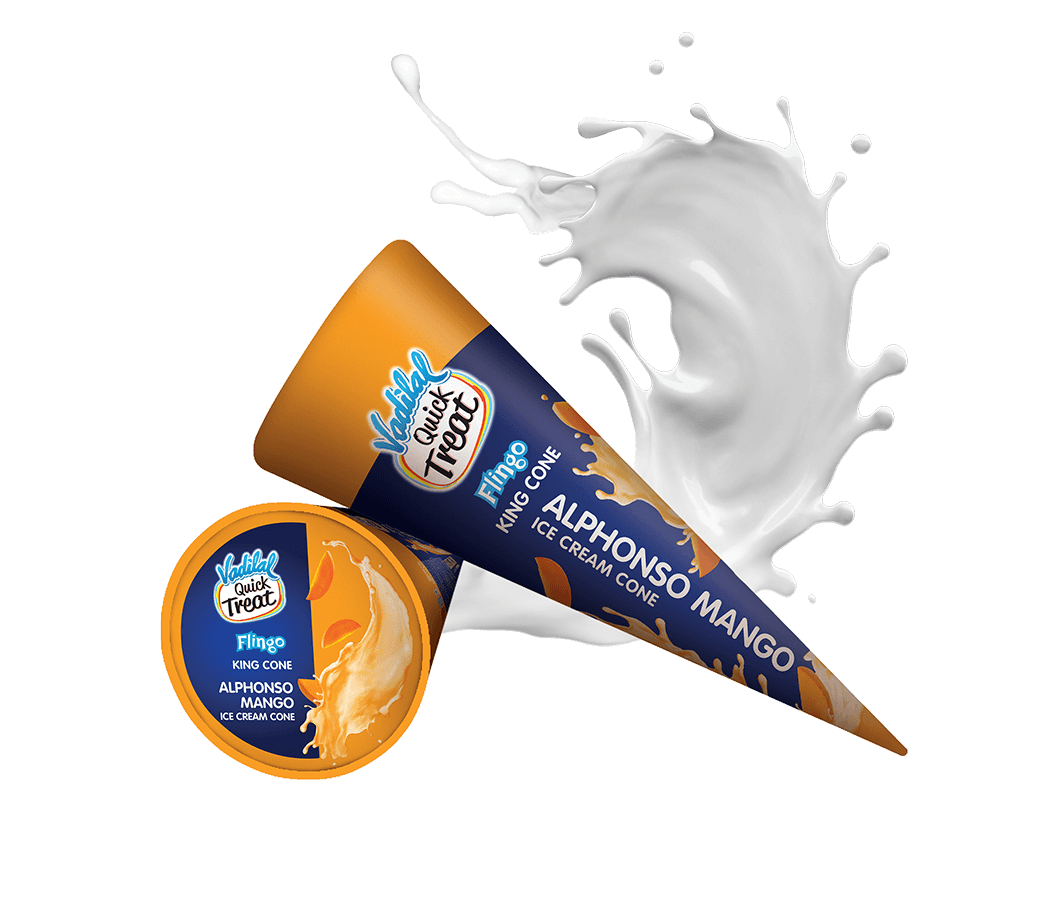 Vadilal
Quick
Treat
Flingo
KING CONE
ALPHONSO MANGO
ICE CREAM CONE
Vadilal
Quick
Treat
Flingo
KING CONE
ALPHONSO
MANGO
ICE CREAM CONE